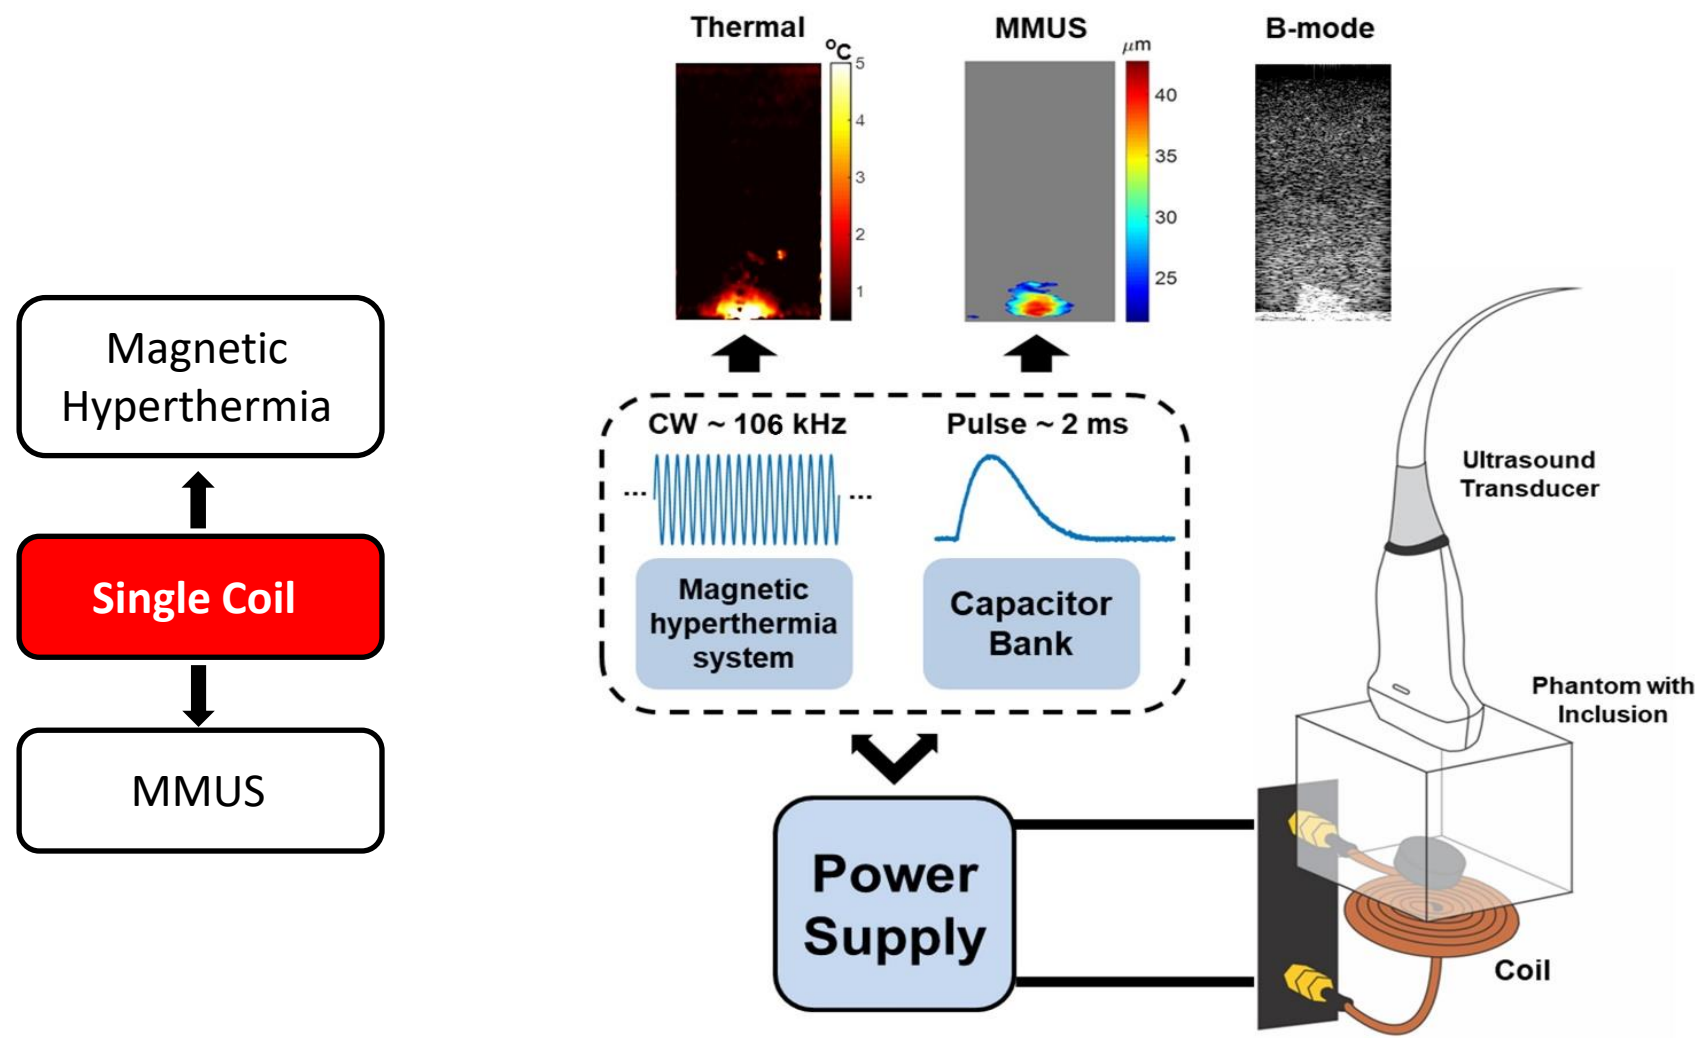 Magnetic
Hyperthermia
Single Coil
MMUS
Thermal
MMUS
B-mode
°C
5
4
3
2
1
μm
40
35
30
25
CW ~ 106 kHz
Pulse ~ 2 ms
...
...
Magnetic
hyperthermia
system
Capacitor
Bank
Power
Supply
Ultrasound
Transducer
Phantom with
Inclusion
Coil